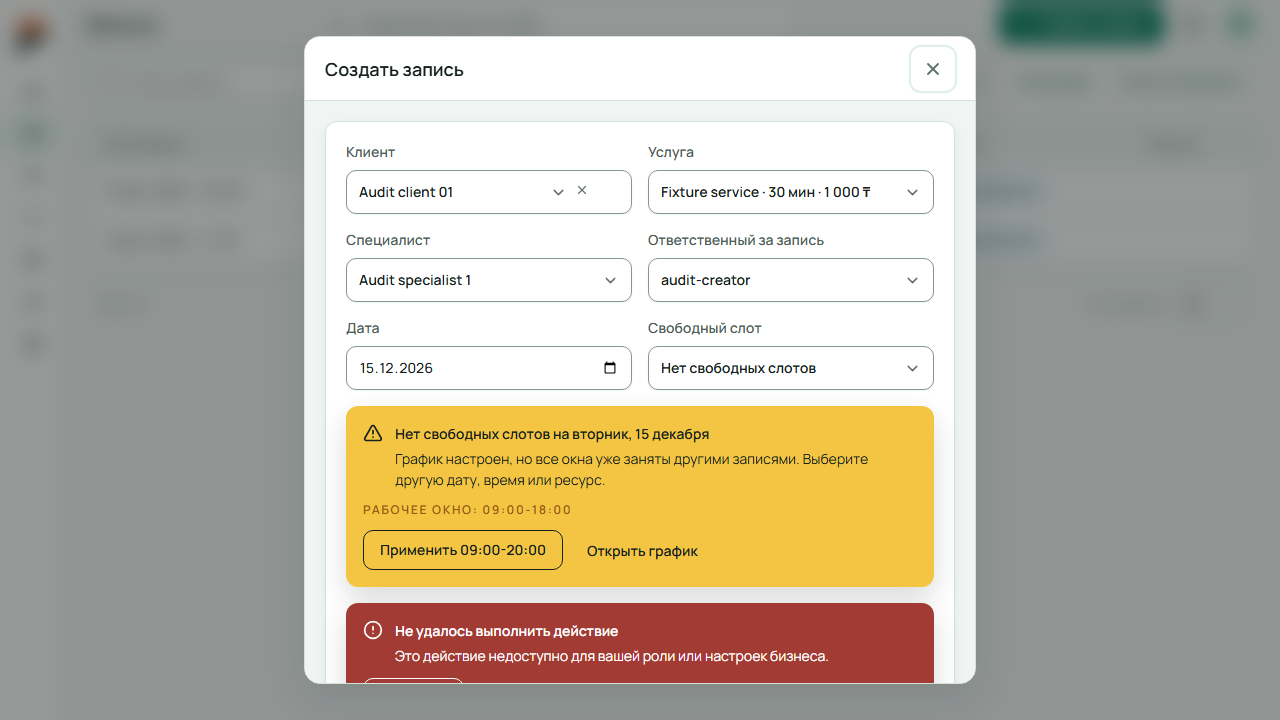 Создать запись
Клиент
Услуга
Audit client 01
Fixture service · 30 мин · 1 000 ₸
Специалист
Ответственный за запись
Audit specialist 1
audit-creator
Дата
Свободный слот
15.12.2026
Нет свободных слотов
Нет свободных слотов на вторник, 15 декабря
График настроен, но все окна уже заняты другими записями. Выберите
другую дату, время или ресурс.
РАБОЧЕЕ ОКНО: 09:00-18:00
Применить 09:00-20:00
Открыть график
Не удалось выполнить действие
Это действие недоступно для вашей роли или настроек бизнеса.